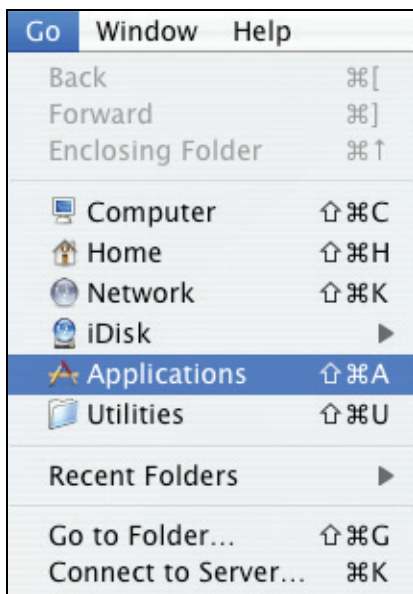 Go Window Help
Back ⌘[
Forward ⌘]
Enclosing Folder ⌘↑
Computer ⇧⌘C
Home ⇧⌘H
Network ⇧⌘K
iDisk ▶
Applications ⇧⌘A
Utilities ⇧⌘U
Recent Folders ▶
Go to Folder... ⇧⌘G
Connect to Server... ⌘K